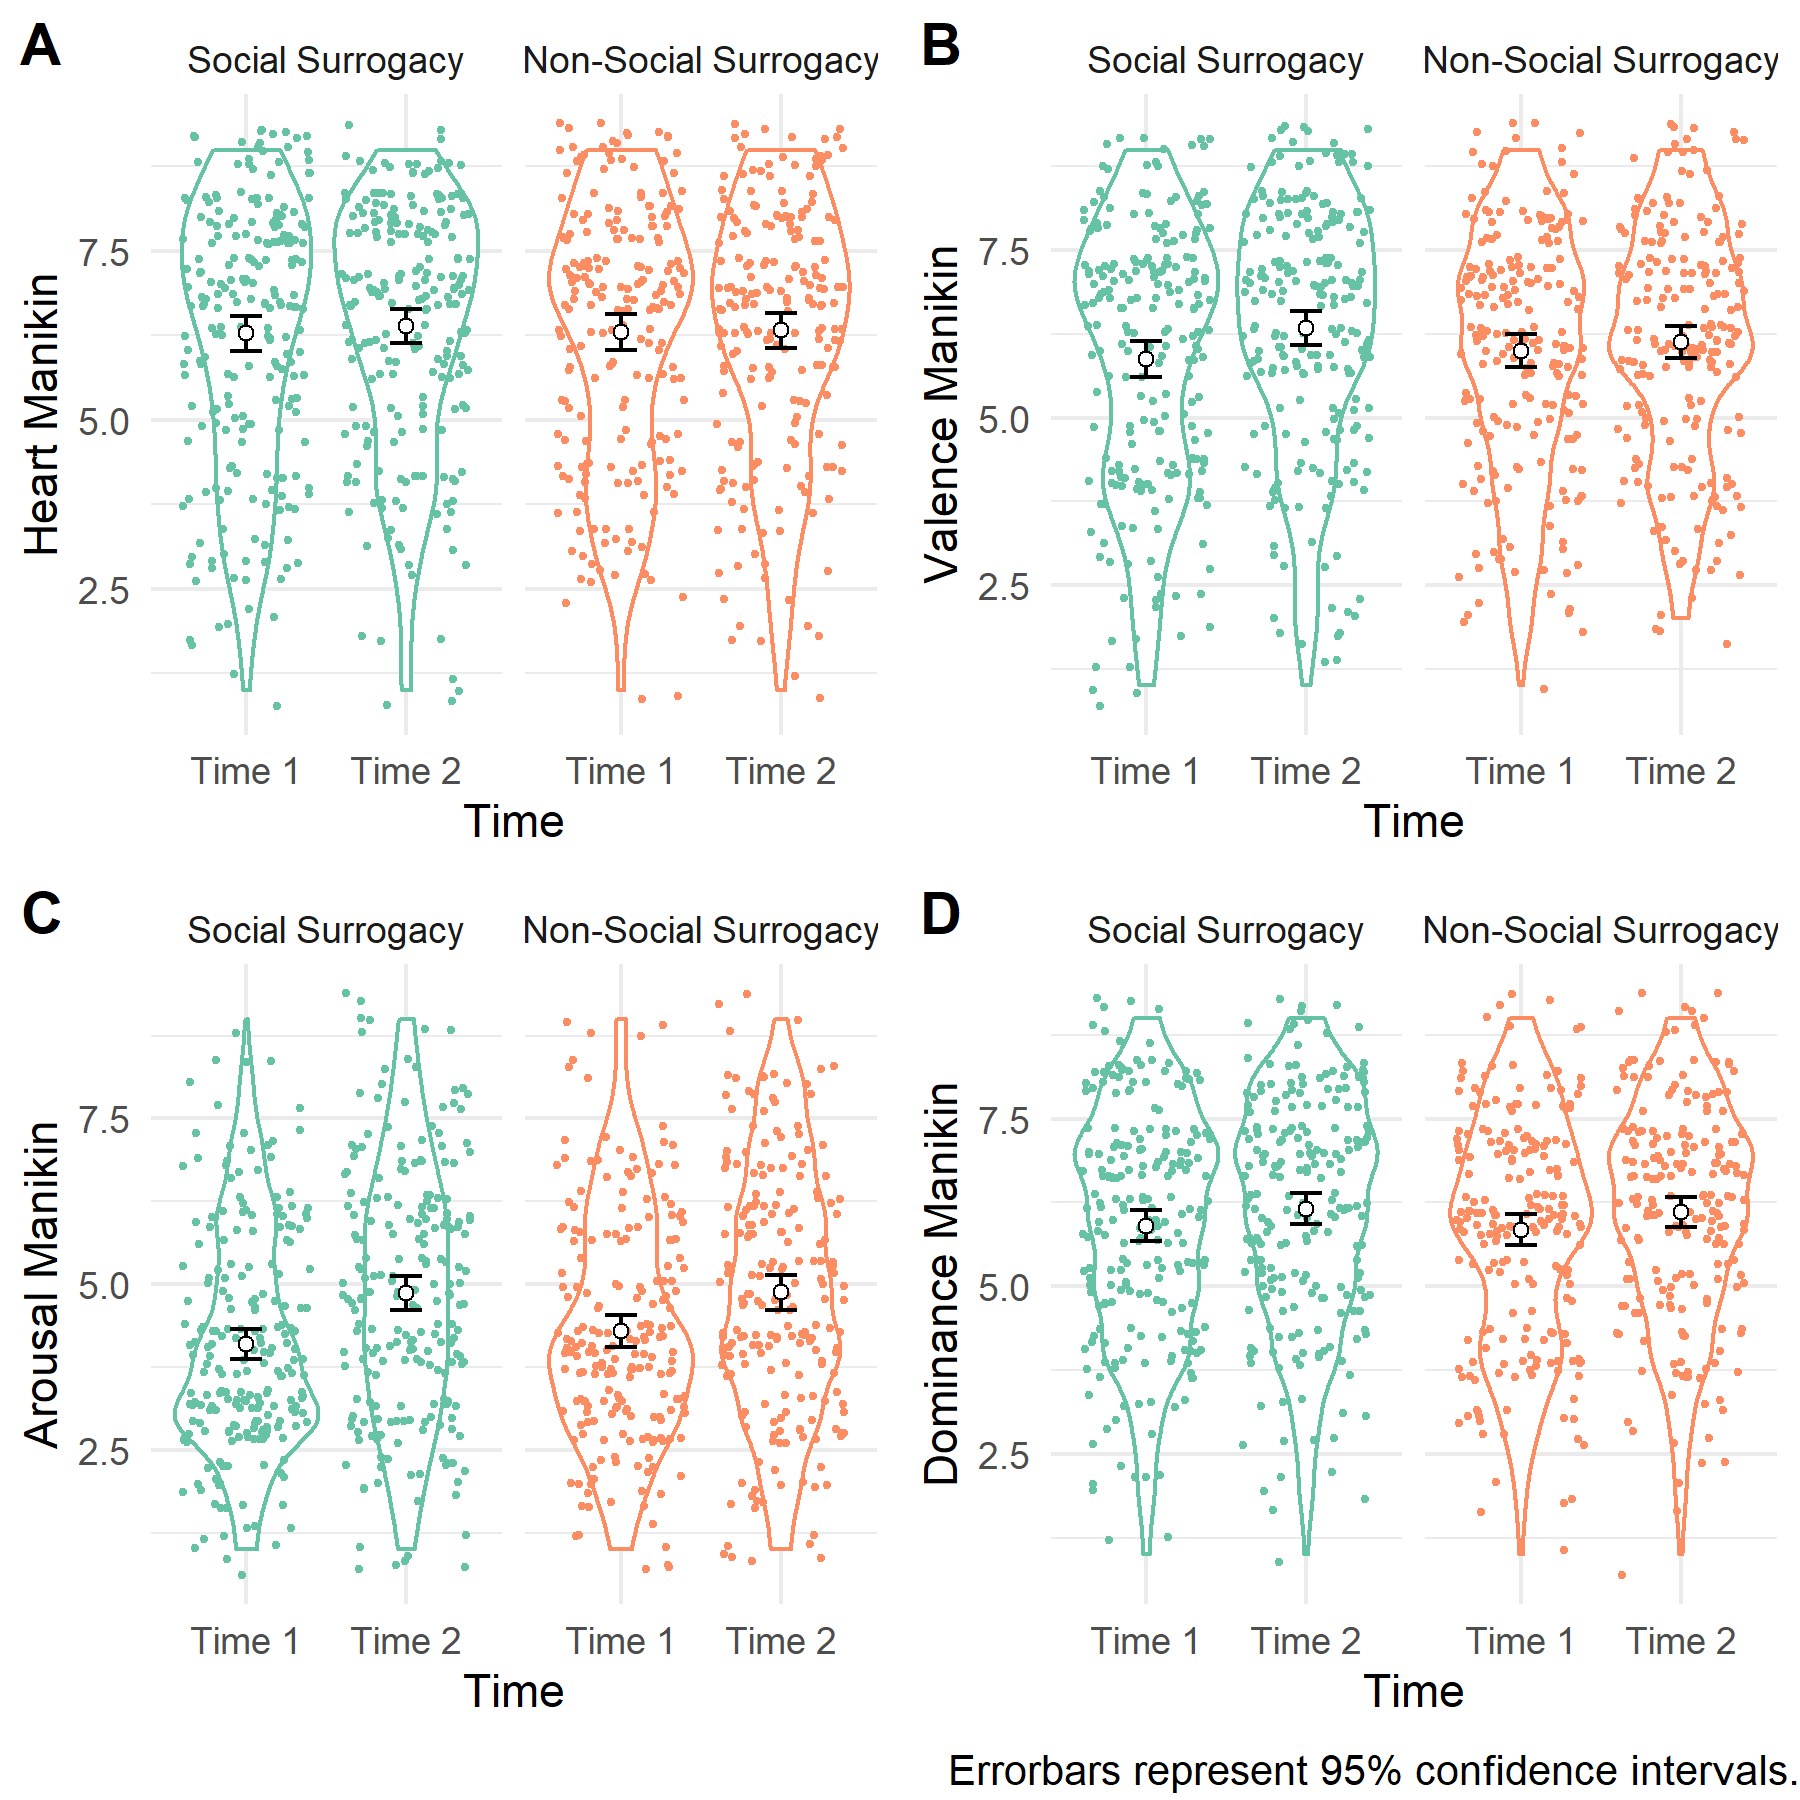 A
Social Surrogacy
Non-Social Surrogacy
Heart Manikin
7.5
5.0
2.5
Time 1
Time 2
Time 1
Time 2
Time
B
Social Surrogacy
Non-Social Surrogacy
Valence Manikin
7.5
5.0
2.5
Time 1
Time 2
Time 1
Time 2
Time
C
Social Surrogacy
Non-Social Surrogacy
Arousal Manikin
7.5
5.0
2.5
Time 1
Time 2
Time 1
Time 2
Time
D
Social Surrogacy
Non-Social Surrogacy
Dominance Manikin
7.5
5.0
2.5
Time 1
Time 2
Time 1
Time 2
Time
Errorbars represent 95% confidence intervals.